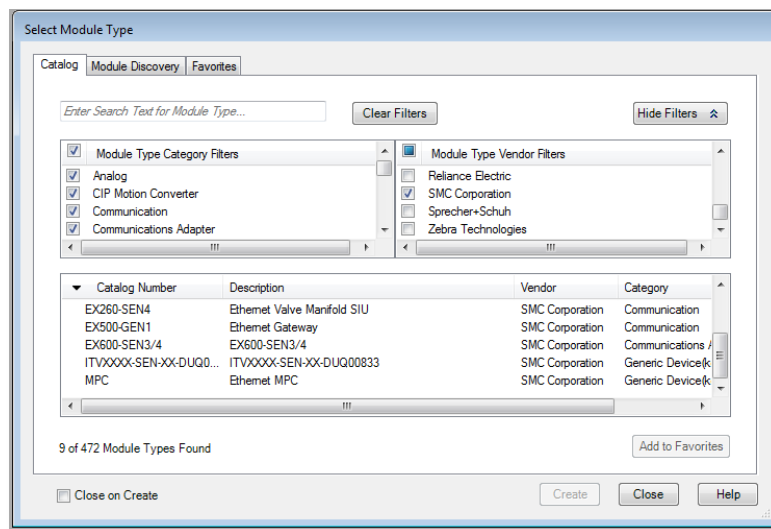 Select Module Type
Catalog Module Discovery Favorites
Enter Search Text for Module Type... Clear Filters Hide Filters
Module Type Category Filters Module Type Vendor Filters
Analog Reliance Electric
CIP Motion Converter SMC Corporation
Communication Sprecher+Schuh
Communications Adapter Zebra Technologies
Catalog Number Description Vendor Category
EX260-SEN4 Ethernet Valve Manifold SIU SMC Corporation Communication
EX500-GEN1 Ethernet Gateway SMC Corporation Communication
EX600-SEN3/4 EX600-SEN3/4 SMC Corporation Communications
ITVXXXX-SEN-XX-DUQ0... ITVXXXX-SEN-XX-DUQ00833 SMC Corporation Generic Device(k
MPC Ethernet MPC SMC Corporation Generic Device(k
9 of 472 Module Types Found Add to Favorites
Close on Create Create Close Help